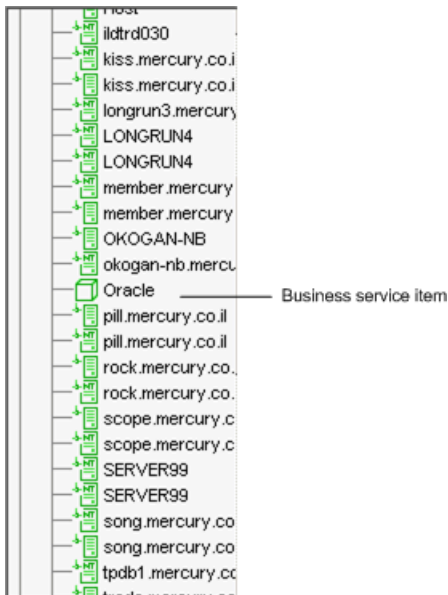 Host
ildtrd030
kiss.mercury.co.i
kiss.mercury.co.i
longrun3.mercury
LONGRUN4
LONGRUN4
member.mercury
member.mercury
OKOGAN-NB
okogan-nb.mercu
Oracle
Business service item
pill.mercury.co.il
pill.mercury.co.il
rock.mercury.co.
rock.mercury.co.
scope.mercury.c
scope.mercury.c
SERVER99
SERVER99
song.mercury.co
song.mercury.co
tpdb1.mercury.co